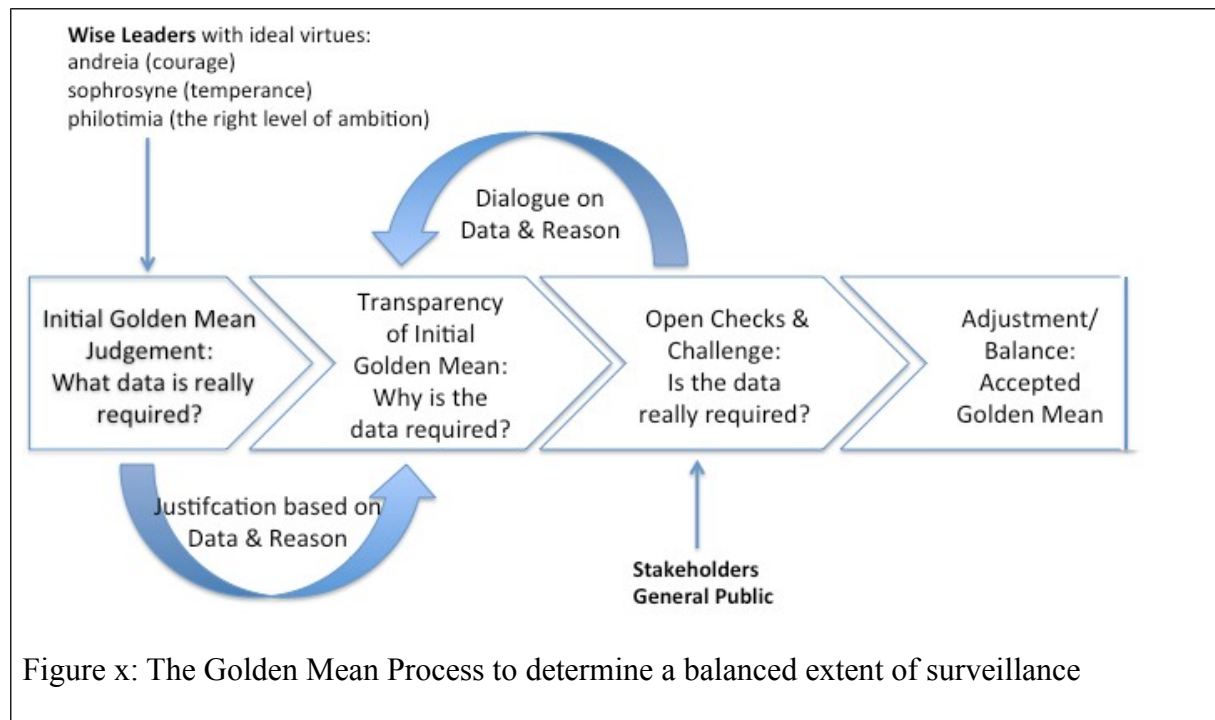 Wise Leaders with ideal virtues:
andreia (courage)
sophrosyne (temperance)
philotimia (the right level of ambition)
Dialogue on
Data & Reason
Initial Golden Mean
Judgement:
What data is really
required?
Transparency
of Initial
Golden Mean:
Why is the
data required?
Open Checks &
Challenge:
Is the data
really required?
Adjustment/
Balance:
Accepted
Golden Mean
Justifcation based on
Data & Reason
Stakeholders
General Public
Figure x: The Golden Mean Process to determine a balanced extent of surveillance